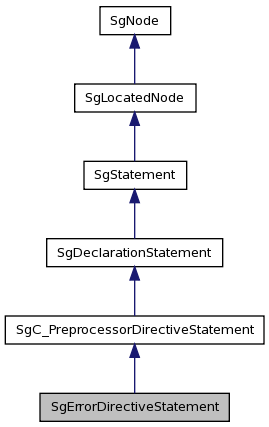 SgNode
SgLocatedNode
SgStatement
SgDeclarationStatement
SgC_PreprocessorDirectiveStatement
SgErrorDirectiveStatement